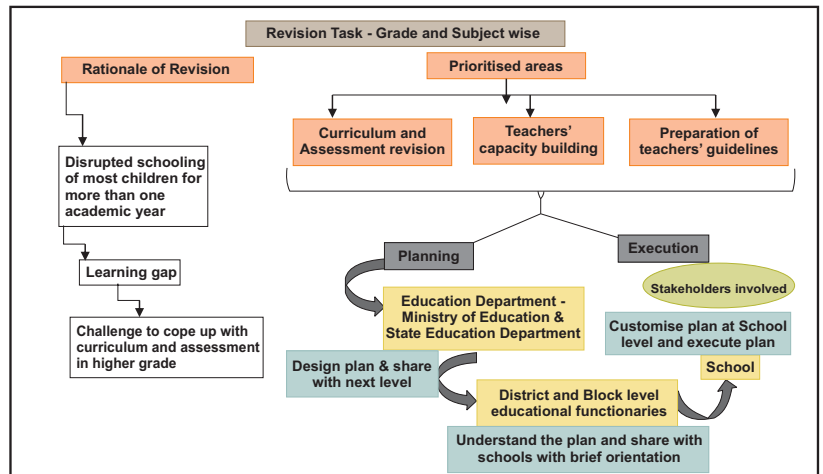 Revision Task - Grade and Subject wise
Rationale of Revision
Disrupted schooling
of most children for
more than one
academic year
Learning gap
Challenge to cope up with
curriculum and assessment
in higher grade
Prioritised areas
Curriculum and
Assessment revision
Teachers'
capacity building
Preparation of
teachers' guidelines
Planning
Execution
Stakeholders involved
Education Department -
Ministry of Education &
State Education Department
Design plan & share
with next level
District and Block level
educational functionaries
Understand the plan and share with
schools with brief orientation
Customise plan at School
level and execute plan
School